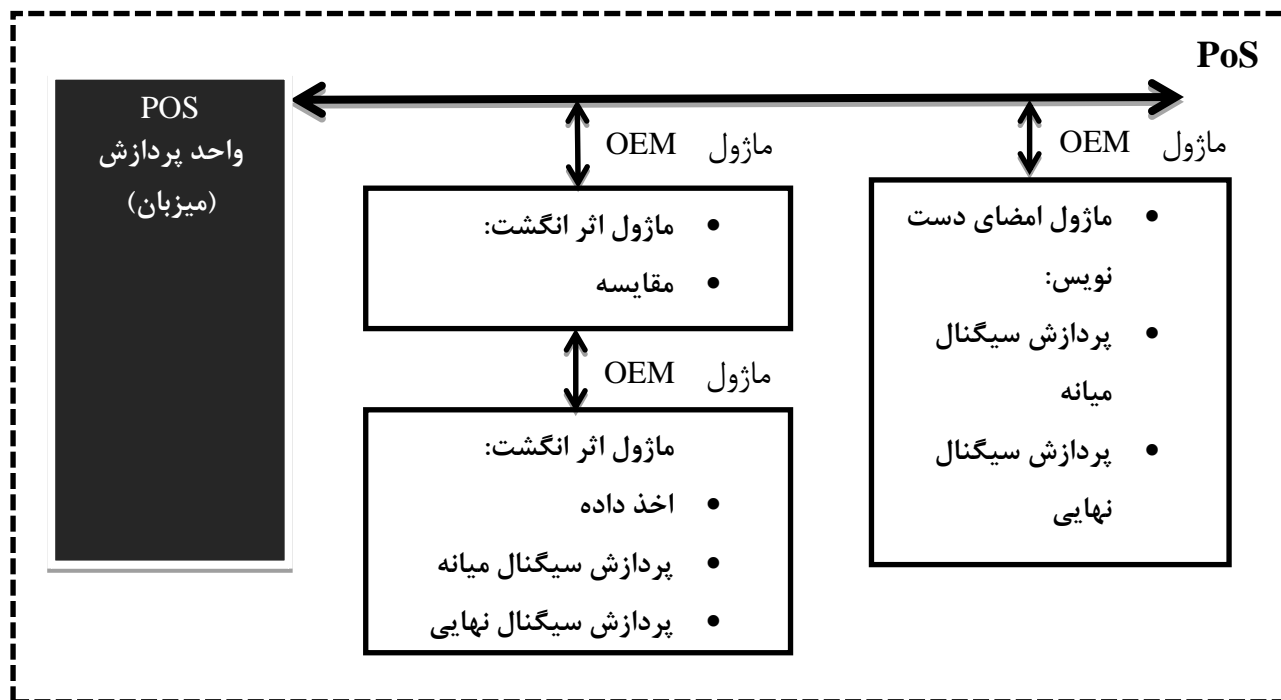 PoS
POS
واحد پردازش
(میزبان)
ماژول OEM
ماژول OEM
• ماژول اثر انگشت:
• مقایسه
ماژول OEM
ماژول اثر انگشت:
• اخذ داده
• پردازش سیگنال میانه
• پردازش سیگنال نهایی
• ماژول امضای دست
نویس:
• پردازش سیگنال
میانه
• پردازش سیگنال
نهایی